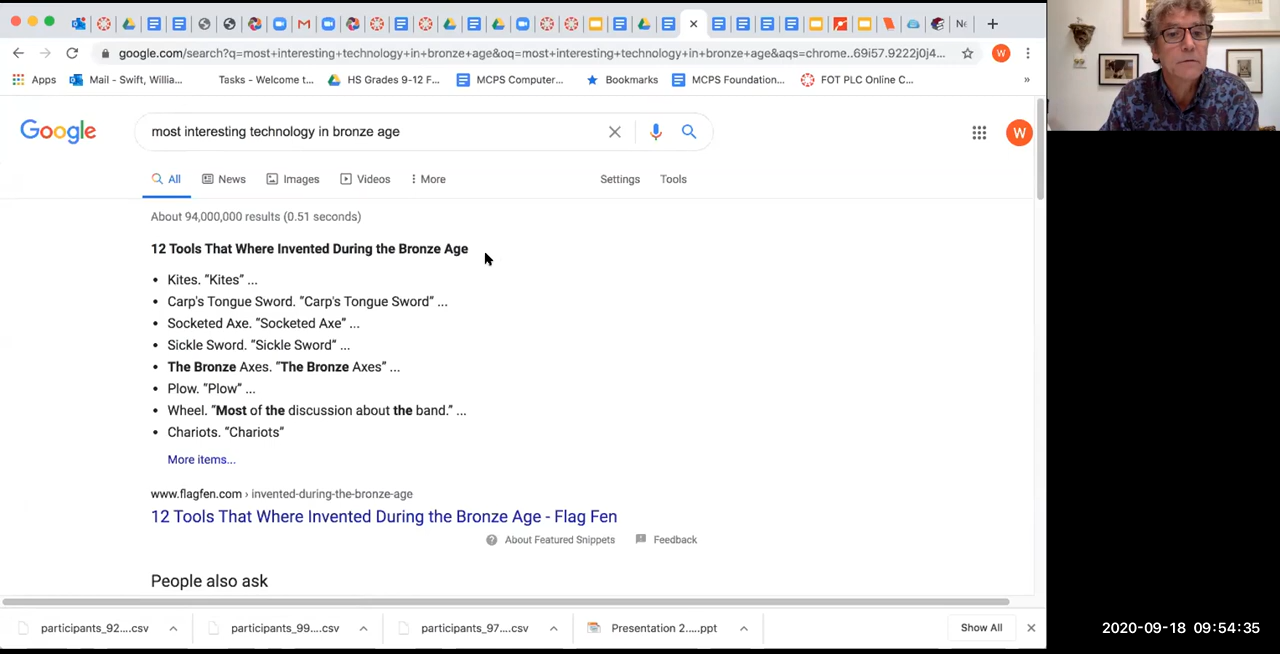 google.com/search?q=most+interesting+technology+in+bronze+age&oq=most+interesting+technology+in+bronze+age&aqs=chrome..69i57.9222j0j4...
W
Apps
Mail - Swift, Willia...
Tasks - Welcome t...
HS Grades 9-12 F...
MCPS Computer...
Bookmarks
MCPS Foundation...
FOT PLC Online C...
»
Google
most interesting technology in bronze age
W
All
News
Images
Videos
More
Settings
Tools
About 94,000,000 results (0.51 seconds)
12 Tools That Where Invented During the Bronze Age
• Kites. “Kites” ...
• Carp's Tongue Sword. “Carp's Tongue Sword” ...
• Socketed Axe. “Socketed Axe” ...
• Sickle Sword. “Sickle Sword” ...
• The Bronze Axes. “The Bronze Axes” ...
• Plow. “Plow” ...
• Wheel. “Most of the discussion about the band.” ...
• Chariots. “Chariots“
More items...
www.flagfen.com › invented-during-the-bronze-age
12 Tools That Where Invented During the Bronze Age - Flag Fen
About Featured Snippets
Feedback
People also ask
participants_92....csv
participants_99....csv
participants_97....csv
Presentation 2.....ppt
Show All
2020-09-18 09:54:35